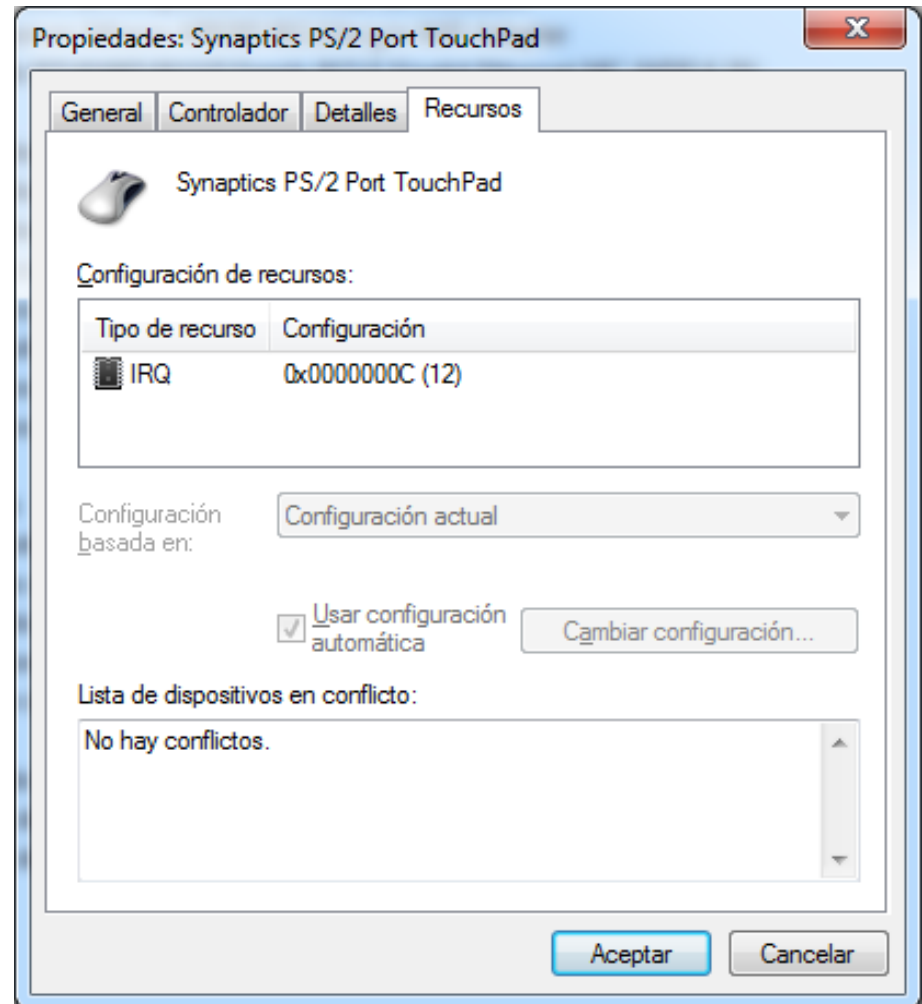 Propiedades: Synaptics PS/2 Port TouchPad
General Controlador Detalles Recursos
Synaptics PS/2 Port TouchPad
Configuración de recursos:
Tipo de recurso Configuración
IRQ 0x0000000C (12)
Configuración
basada en:
Configuración actual
Usar configuración
automática
Cambiar configuración...
Lista de dispositivos en conflicto:
No hay conflictos.
Aceptar Cancelar